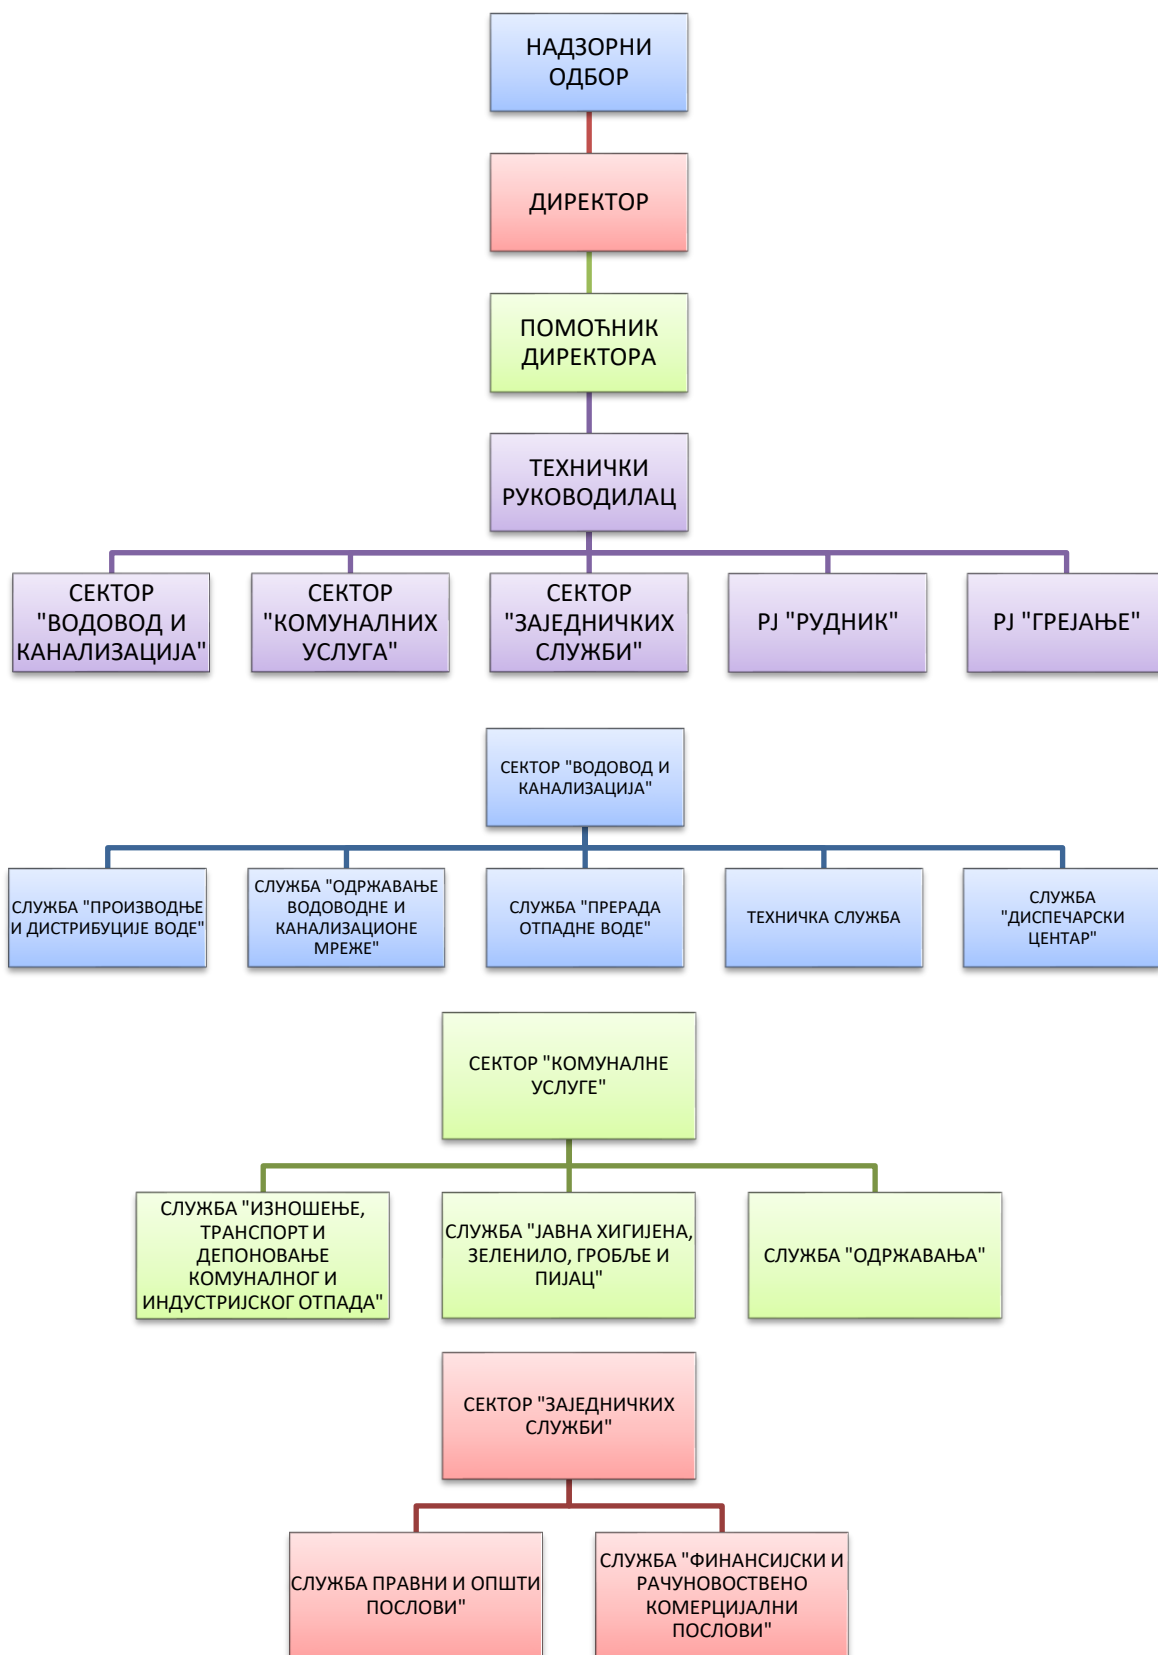 НАДЗОРНИ
ОДБОР
ДИРЕКТОР
ПОМОЋНИК
ДИРЕКТОРА
ТЕХНИЧКИ
РУКОВОДИЛАЦ
СЕКТОР
"ВОДОВОД И
КАНАЛИЗАЦИЈА"
СЕКТОР
"КОМУНАЛНИХ
УСЛУГА"
СЕКТОР
"ЗАЈЕДНИЧКИХ
СЛУЖБИ"
РЈ "РУДНИК"
РЈ "ГРЕЈАЊЕ"
СЕКТОР "ВОДОВОД И
КАНАЛИЗАЦИЈА"
СЛУЖБА "ПРОИЗВОДЊЕ
И ДИСТРИБУЦИЈЕ ВОДЕ"
СЛУЖБА "ОДРЖАВАЊЕ
ВОДОВОДНЕ И
КАНАЛИЗАЦИОНЕ
МРЕЖЕ"
СЛУЖБА "ПРЕРАДА
ОТПАДНЕ ВОДЕ"
ТЕХНИЧКА СЛУЖБА
СЛУЖБА
"ДИСПЕЧАРСКИ
ЦЕНТАР"
СЕКТОР "КОМУНАЛНЕ
УСЛУГЕ"
СЛУЖБА "ИЗНОШЕЊЕ,
ТРАНСПОРТ И
ДЕПОНОВАЊЕ
КОМУНАЛНОГ И
ИНДУСТРИЈСКОГ ОТПАДА"
СЛУЖБА "ЈАВНА ХИГИЈЕНА,
ЗЕЛЕНИЛО, ГРОБЉЕ И
ПИЈАЦ"
СЛУЖБА "ОДРЖАВАЊА"
СЕКТОР "ЗАЈЕДНИЧКИХ
СЛУЖБИ"
СЛУЖБА ПРАВНИ И ОПШТИ
ПОСЛОВИ"
СЛУЖБА "ФИНАНСИЈСКИ И
РАЧУНОВОСТВЕНО
КОМЕРЦИЈАЛНИ
ПОСЛОВИ"